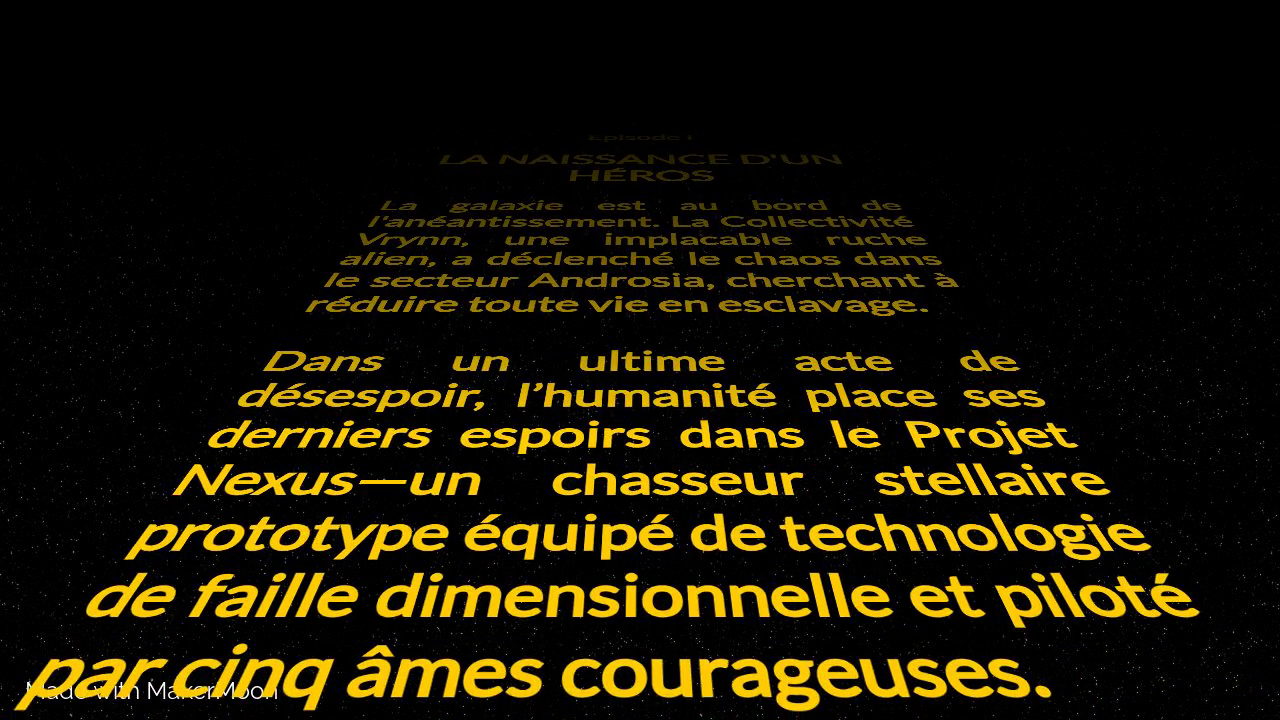 Episode I
LA NAISSANCE D'UN
HÉROS
La galaxie est au bord de
l'anéantissement. La Collectivité
Vrynn, une implacable ruche
alien, a déclenché le chaos dans
le secteur Androsia, cherchant à
réduire toute vie en esclavage.
Dans un ultime acte de
désespoir, l’humanité place ses
derniers espoirs dans le Projet
Nexus—un chasseur stellaire
prototype équipé de technologie
de faille dimensionnelle et piloté
par cinq âmes courageuses.
Made with MakerMoon